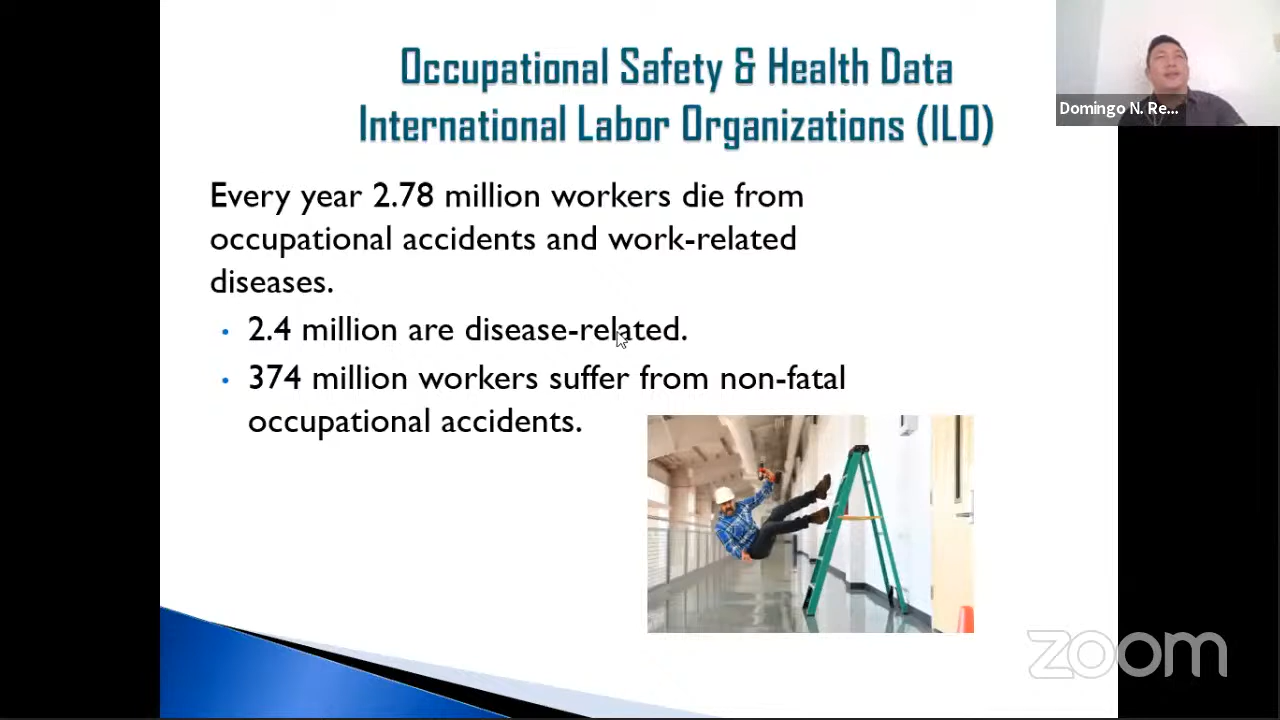 Occupational Safety & Health Data
International Labor Organizations (ILO)
Domingo N. Re...
Every year 2.78 million workers die from
occupational accidents and work-related
diseases.
• 2.4 million are disease-related.
• 374 million workers suffer from non-fatal
occupational accidents.
zoom